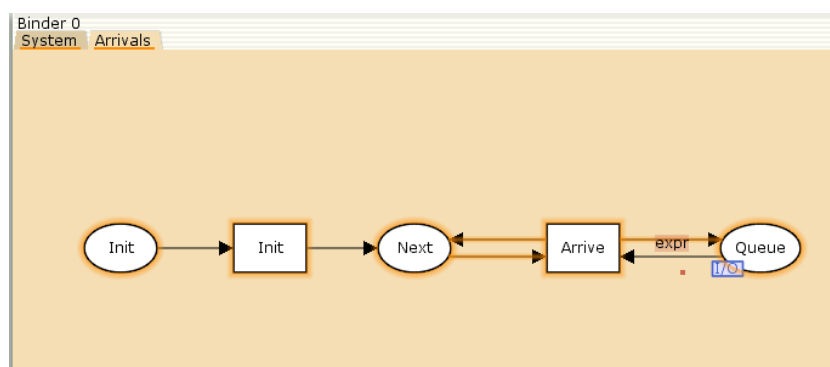 Binder 0
System Arrivals
expr
Init Init Next Arrive Queue
I/O